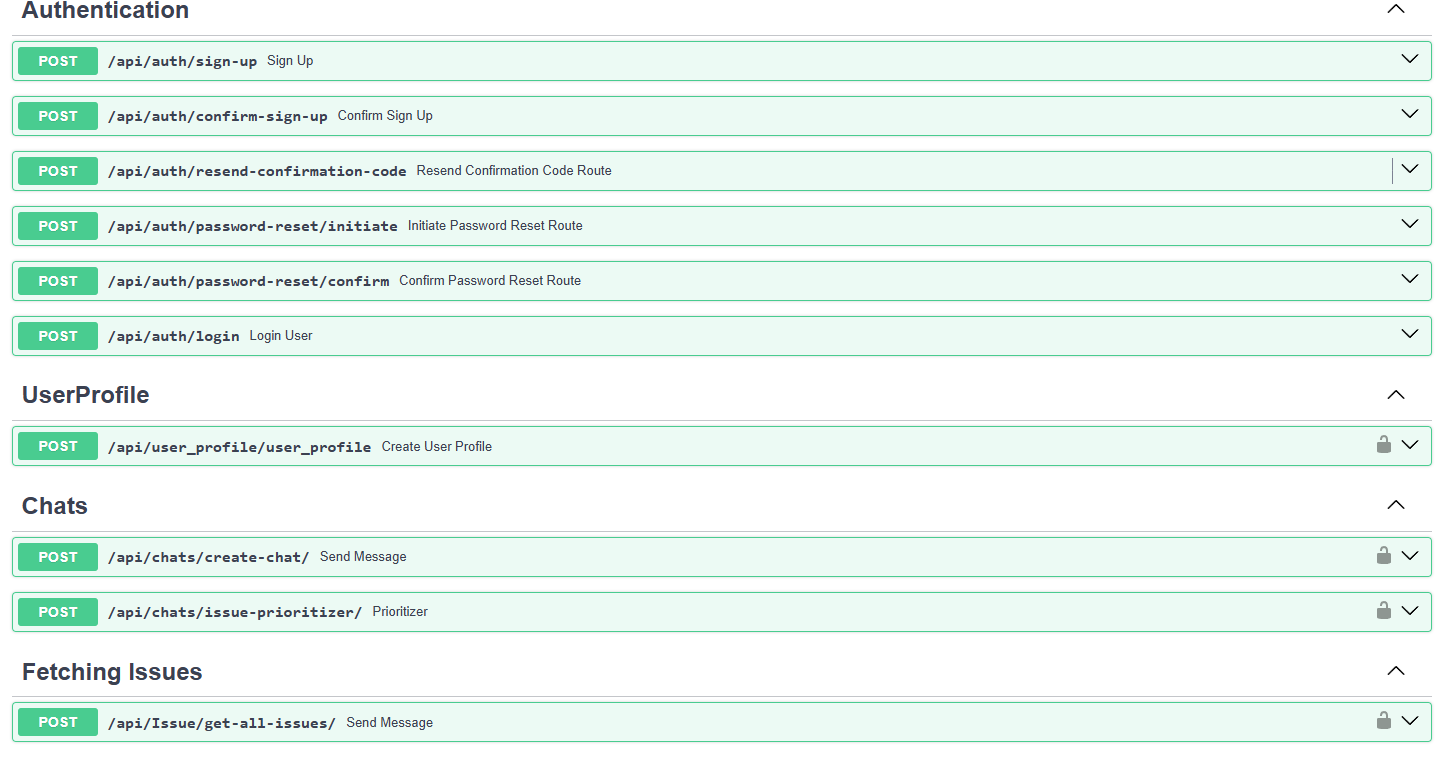 Authentication
POST /api/auth/sign-up Sign Up
POST /api/auth/confirm-sign-up Confirm Sign Up
POST /api/auth/resend-confirmation-code Resend Confirmation Code Route
POST /api/auth/password-reset/initiate Initiate Password Reset Route
POST /api/auth/password-reset/confirm Confirm Password Reset Route
POST /api/auth/login Login User
UserProfile
POST /api/user_profile/user_profile Create User Profile
Chats
POST /api/chats/create-chat/ Send Message
POST /api/chats/issue-prioritizer/ Prioritizer
Fetching Issues
POST /api/Issue/get-all-issues/ Send Message